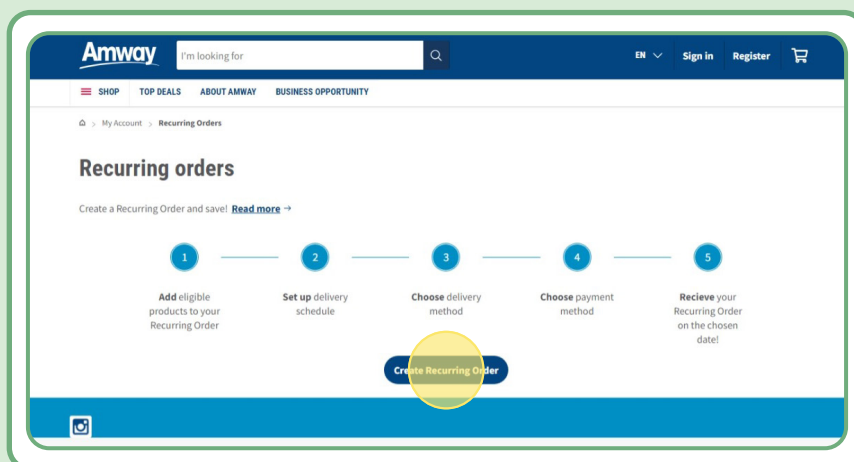 Amway
I'm looking for
EN
Sign in
Register
SHOP
TOP DEALS
ABOUT AMWAY
BUSINESS OPPORTUNITY
> My Account > Recurring Orders
Recurring orders
Create a Recurring Order and save! Read more →
1
2
3
4
5
Add eligible
products to your
Recurring Order
Set up delivery
schedule
Choose delivery
method
Choose payment
method
Recieve your
Recurring Order
on the chosen
date!
Create Recurring Order